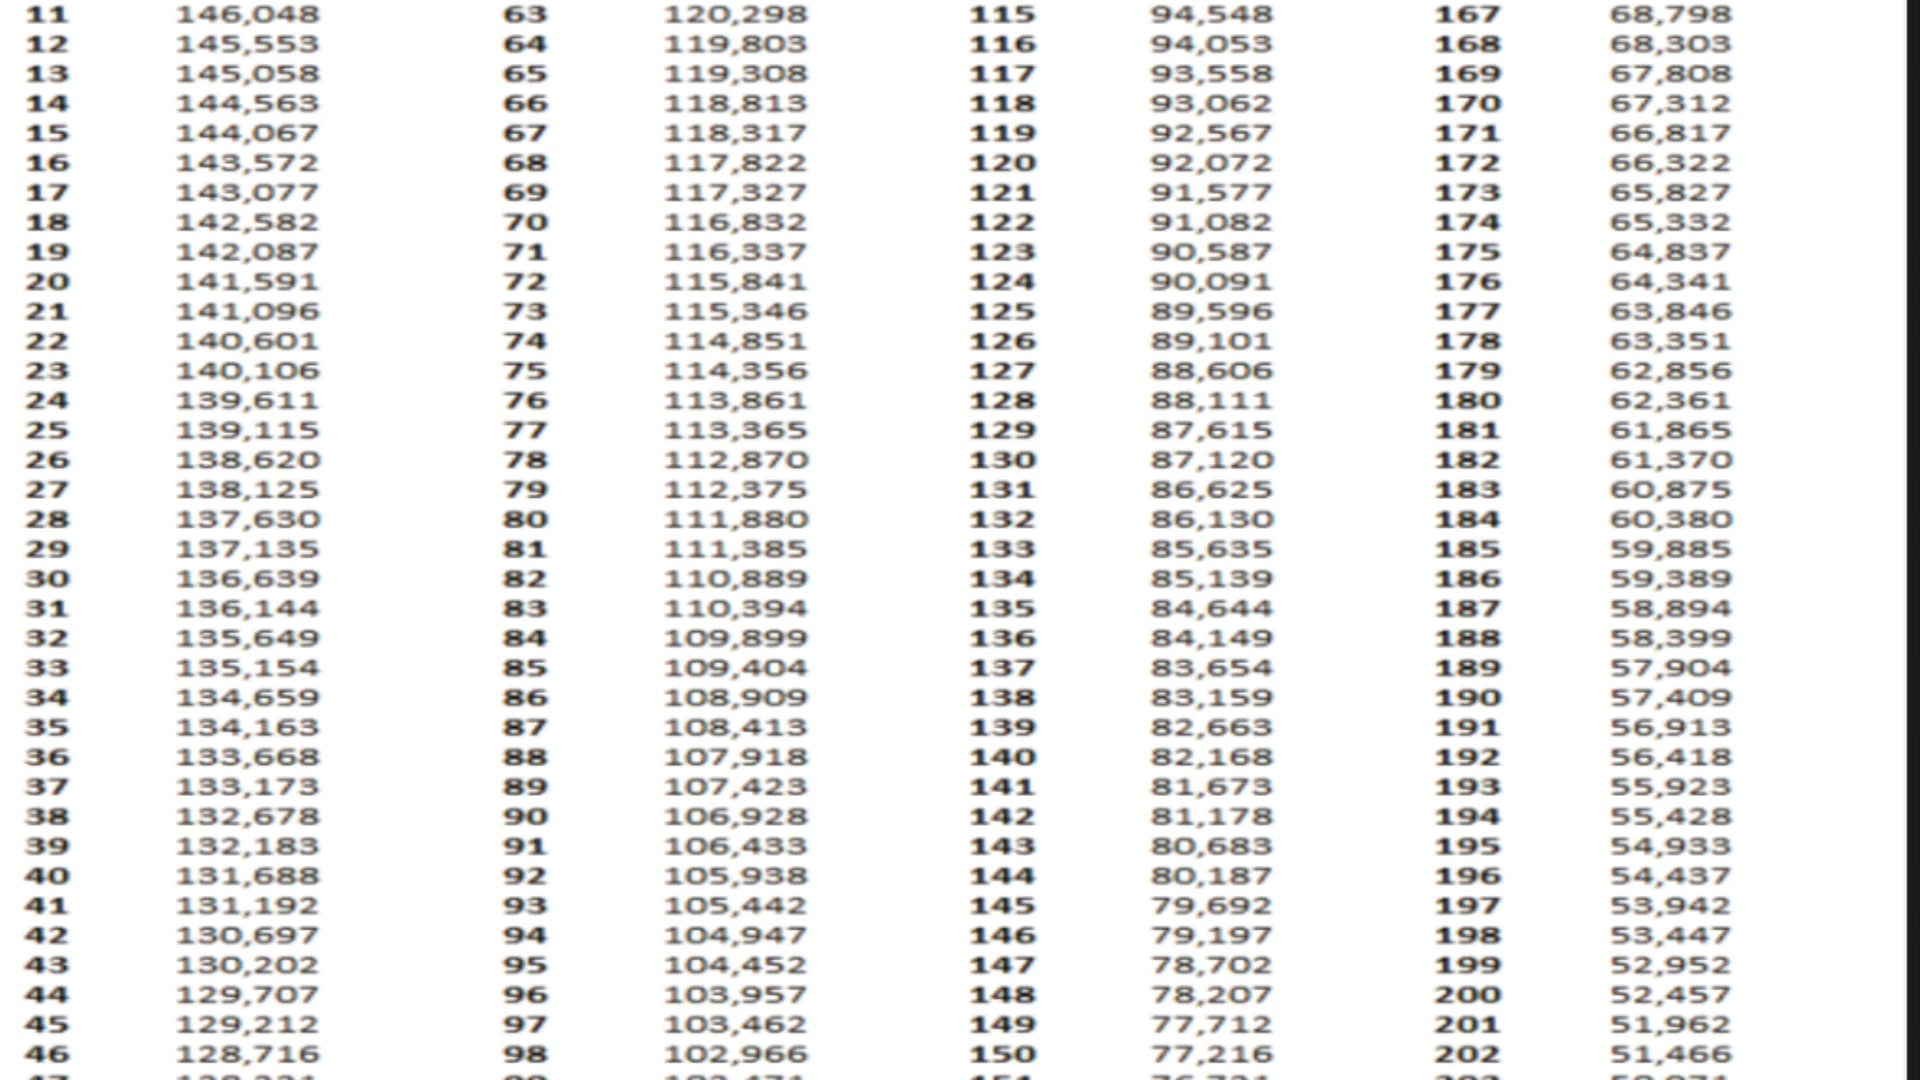 11 146,048 63 120,298 115 94,548 167 68,798
12 145,553 64 119,803 116 94,053 168 68,303
13 145,058 65 119,308 117 93,558 169 67,808
14 144,563 66 118,813 118 93,062 170 67,312
15 144,067 67 118,317 119 92,567 171 66,817
16 143,572 68 117,822 120 92,072 172 66,322
17 143,077 69 117,327 121 91,577 173 65,827
18 142,582 70 116,832 122 91,082 174 65,332
19 142,087 71 116,337 123 90,587 175 64,837
20 141,591 72 115,841 124 90,091 176 64,341
21 141,096 73 115,346 125 89,596 177 63,846
22 140,601 74 114,851 126 89,101 178 63,351
23 140,106 75 114,356 127 88,606 179 62,856
24 139,611 76 113,861 128 88,111 180 62,361
25 139,115 77 113,365 129 87,615 181 61,865
26 138,620 78 112,870 130 87,120 182 61,370
27 138,125 79 112,375 131 86,625 183 60,875
28 137,630 80 111,880 132 86,130 184 60,380
29 137,135 81 111,385 133 85,635 185 59,885
30 136,639 82 110,889 134 85,139 186 59,389
31 136,144 83 110,394 135 84,644 187 58,894
32 135,649 84 109,899 136 84,149 188 58,399
33 135,154 85 109,404 137 83,654 189 57,904
34 134,659 86 108,909 138 83,159 190 57,409
35 134,163 87 108,413 139 82,663 191 56,913
36 133,668 88 107,918 140 82,168 192 56,418
37 133,173 89 107,423 141 81,673 193 55,923
38 132,678 90 106,928 142 81,178 194 55,428
39 132,183 91 106,433 143 80,683 195 54,933
40 131,688 92 105,938 144 80,187 196 54,437
41 131,192 93 105,442 145 79,692 197 53,942
42 130,697 94 104,947 146 79,197 198 53,447
43 130,202 95 104,452 147 78,702 199 52,952
44 129,707 96 103,957 148 78,207 200 52,457
45 129,212 97 103,462 149 77,712 201 51,962
46 128,716 98 102,966 150 77,216 202 51,466